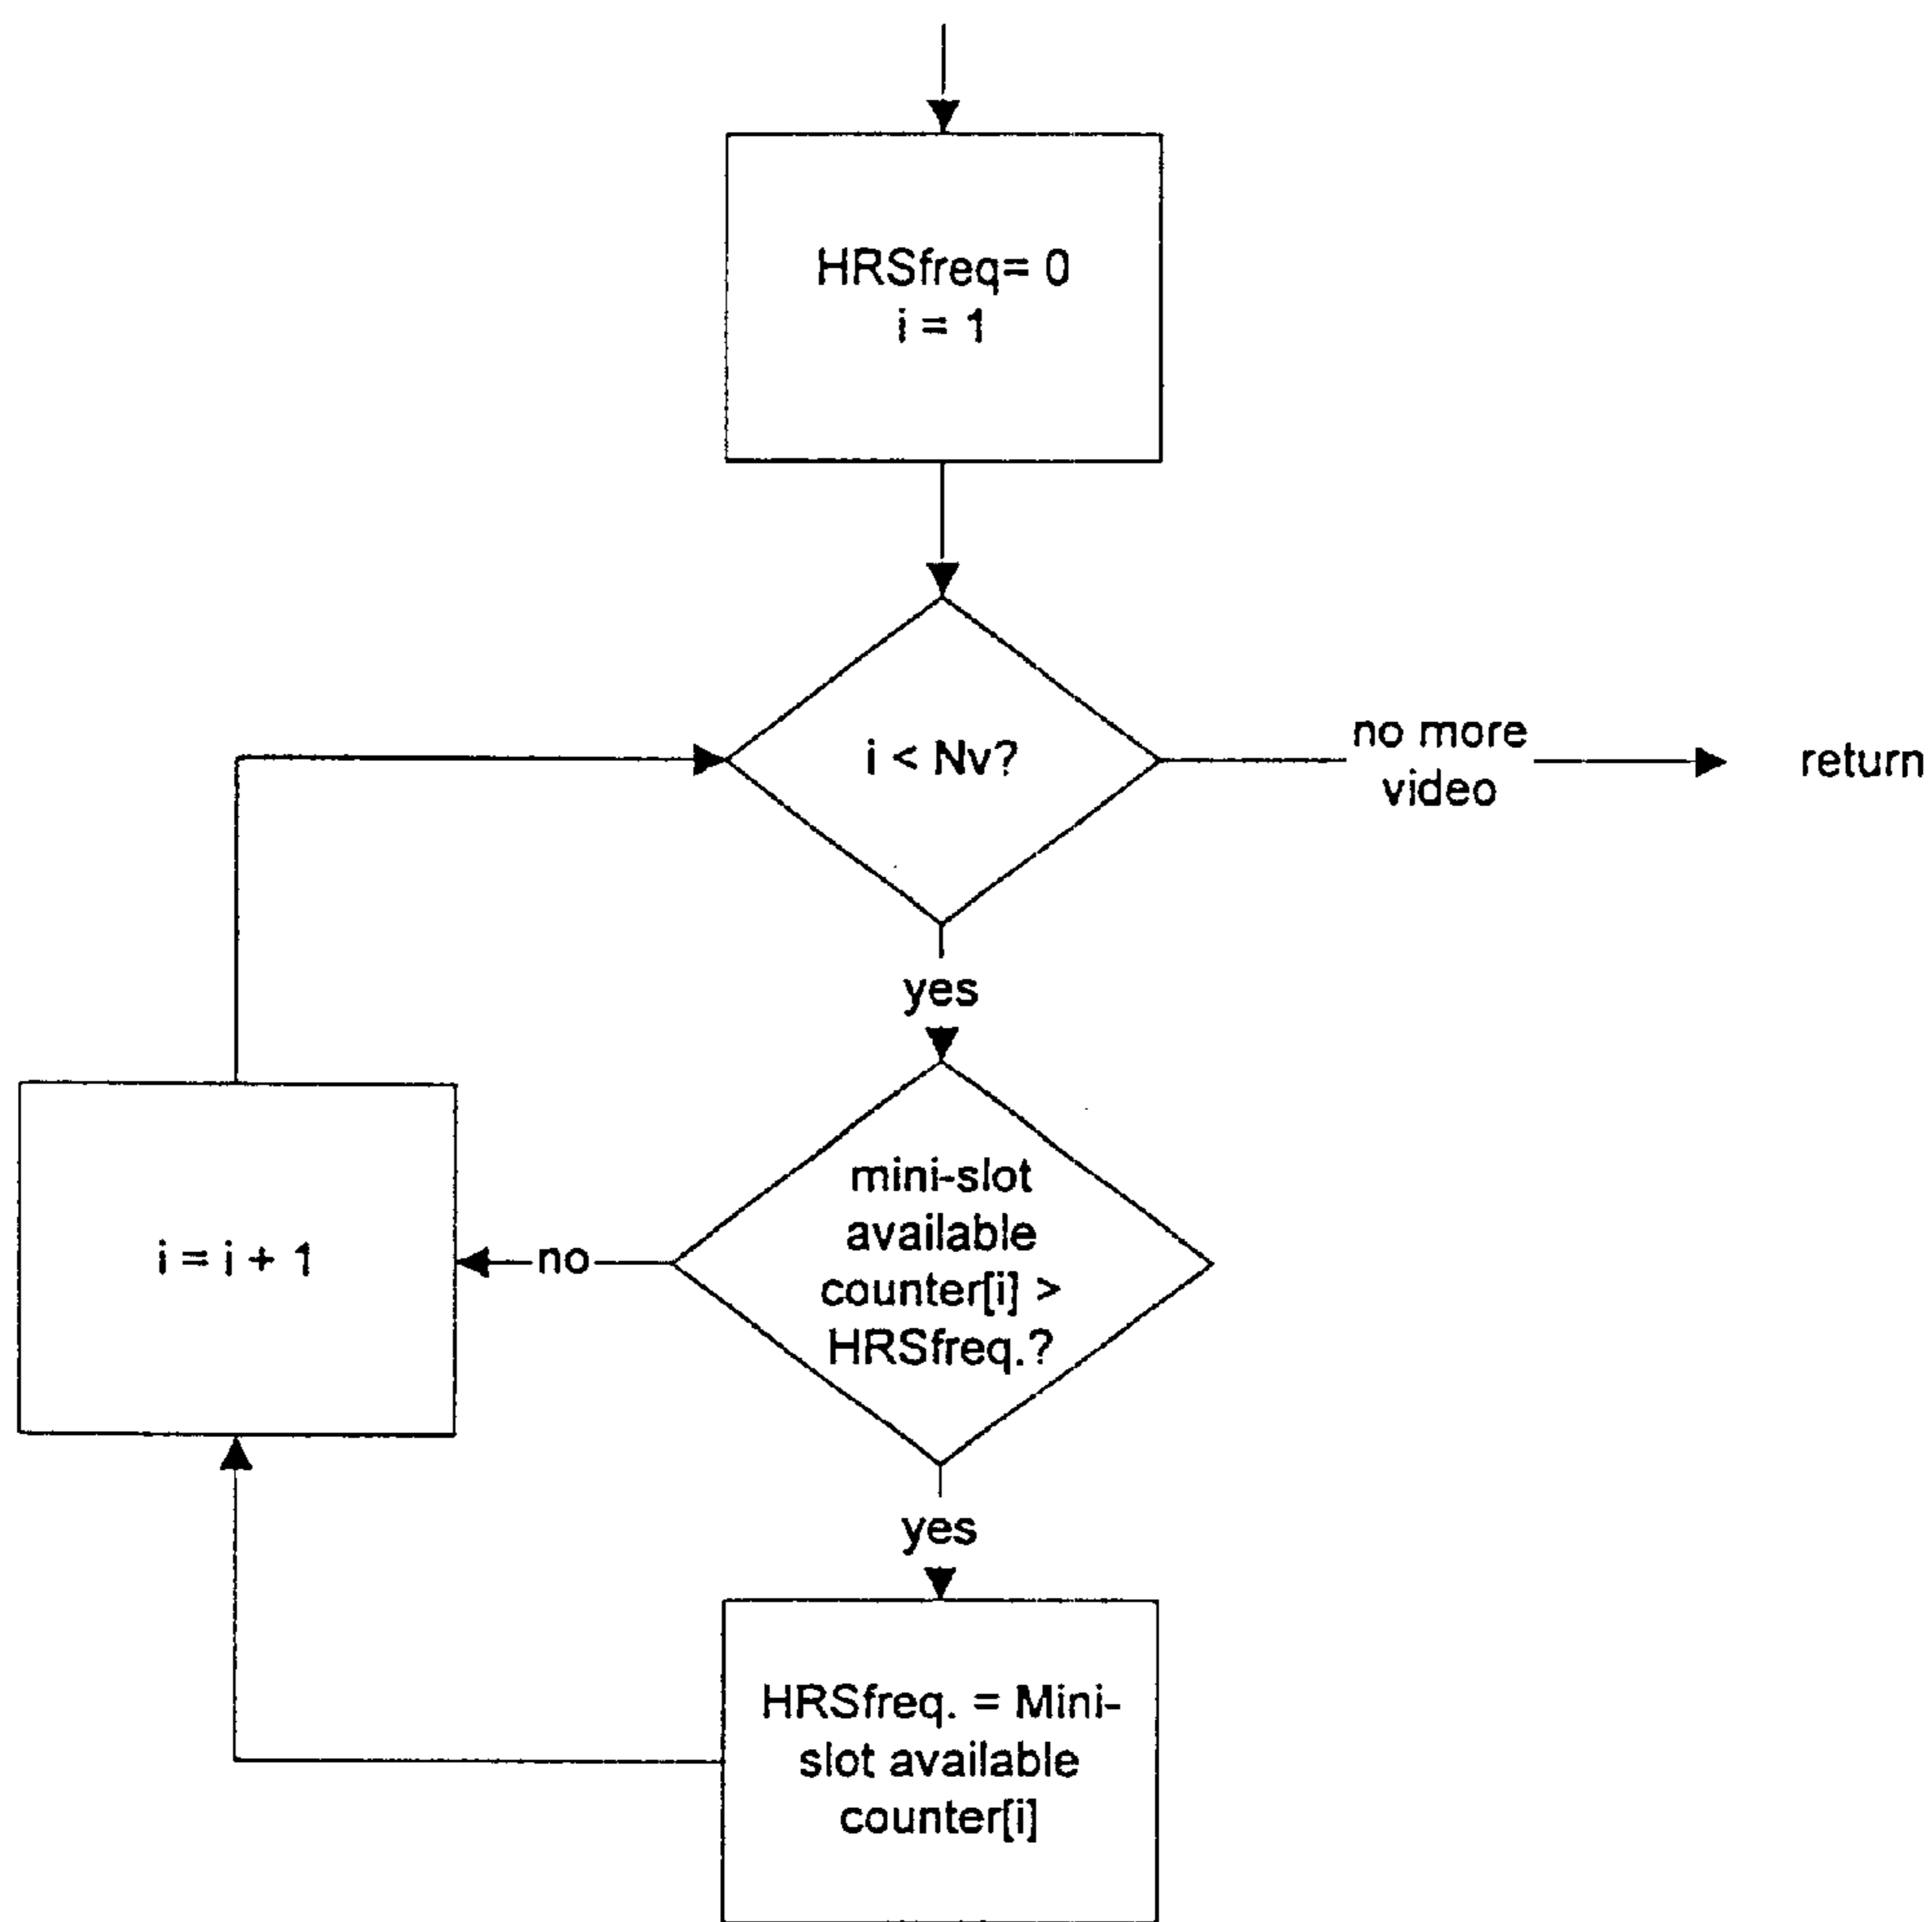 HRSfreq= 0
i = 1
i < Nv?
no more
video
return
yes
mini-slot
available
counter[i] >
HRSfreq.?
no
i = i + 1
yes
HRSfreq. = Mini-
slot available
counter[i]